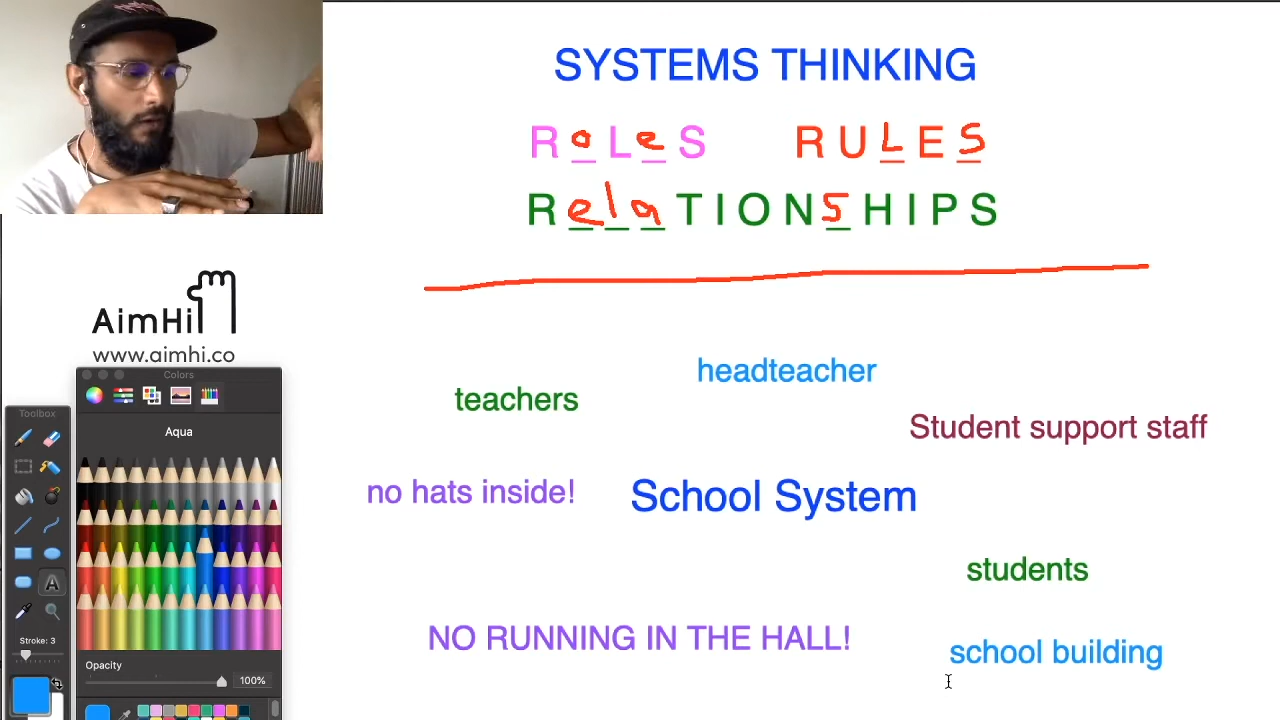 SYSTEMS THINKING
RoLeS RULES
RelaTIONSHIPS
AimHi
www.aimhi.co
Colors
headteacher
teachers
Toolbox
Student support staff
Aqua
no hats inside!
School System
students
Stroke: 3
NO RUNNING IN THE HALL!
school building
Opacity
100%